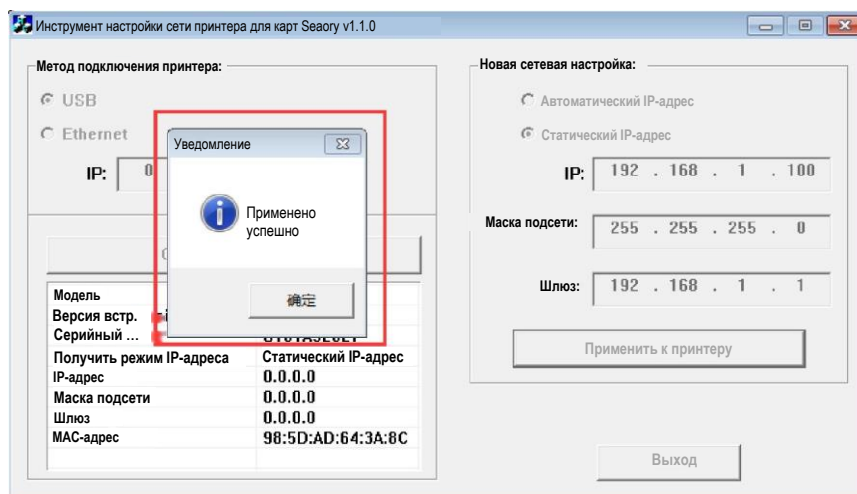 Инструмент настройки сети принтера для карт Seaory v1.1.0
Метод подключения принтера:
USB
Ethernet
IP: 0
Уведомление
Применено
успешно
确定
Модель
Версия встр.
Серийный ...
Получить режим IP-адреса Статический IP-адрес
IP-адрес 0.0.0.0
Маска подсети 0.0.0.0
Шлюз 0.0.0.0
MAC-адрес 98:5D:AD:64:3A:8C
Новая сетевая настройка:
Автоматический IP-адрес
Статический IP-адрес
IP: 192 . 168 . 1 . 100
Маска подсети: 255 . 255 . 255 . 0
Шлюз: 192 . 168 . 1 . 1
Применить к принтеру
Выход